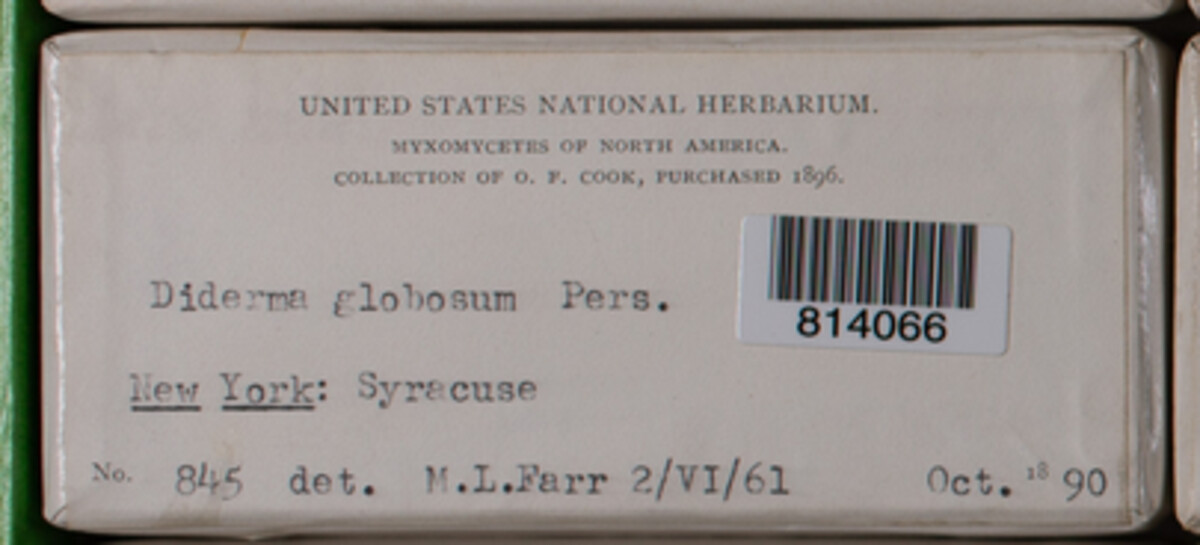 UNITED STATES NATIONAL HERBARIUM.
MYXOMYCETES OF NORTH AMERICA.
COLLECTION OF O. F. COOK, PURCHASED 1896.
Diderma globosum Pers.
814066
New York: Syracuse
No. 845 det. M.L.Farr 2/VI/61 Oct. 18 90